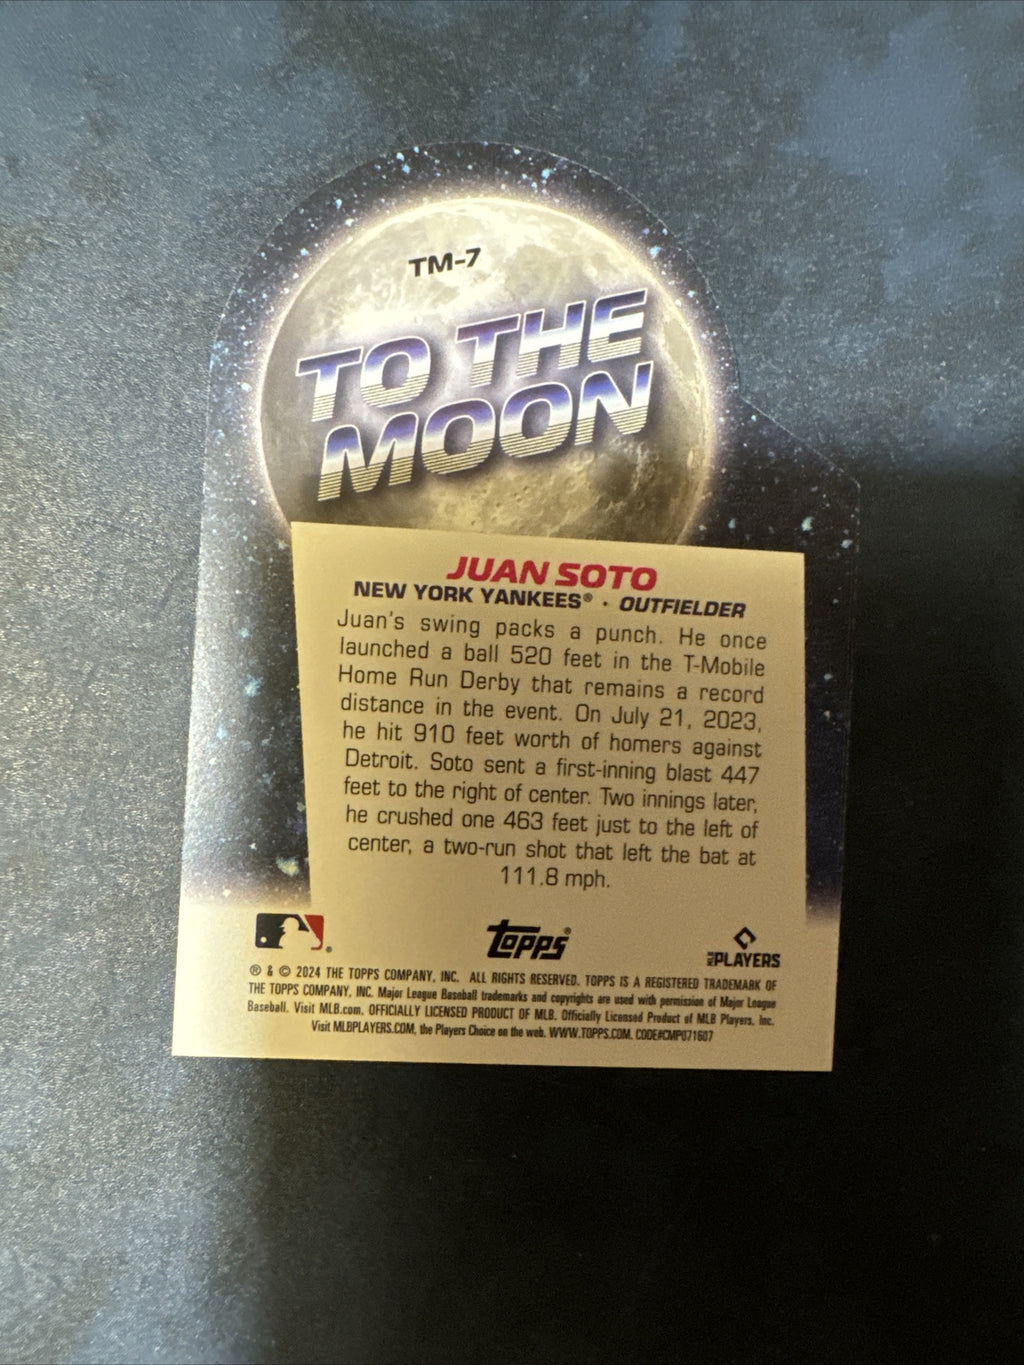 TM-7
TO THE
MOON
JUAN SOTO
NEW YORK YANKEES® • OUTFIELDER
Juan's swing packs a punch. He once
launched a ball 520 feet in the T-Mobile
Home Run Derby that remains a record
distance in the event. On July 21, 2023,
he hit 910 feet worth of homers against
Detroit. Soto sent a first-inning blast 447
feet to the right of center. Two innings later,
he crushed one 463 feet just to the left of
center, a two-run shot that left the bat at
111.8 mph.
Topps®
MLB PLAYERS
® & © 2024 THE TOPPS COMPANY, INC. ALL RIGHTS RESERVED. TOPPS IS A REGISTERED TRADEMARK OF
THE TOPPS COMPANY, INC. Major League Baseball trademarks and copyrights are used with permission of Major League
Baseball. Visit MLB.com. OFFICIALLY LICENSED PRODUCT OF MLB. Officially Licensed Product of MLB Players, Inc.
Visit MLBPLAYERS.COM, the Players Choice on the web. WWW.TOPPS.COM. CODE#CMP071607